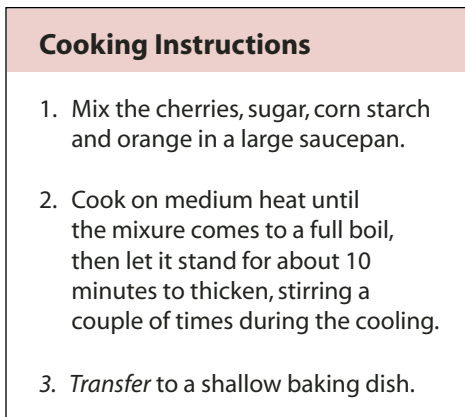 Cooking Instructions
1. Mix the cherries, sugar, corn starch
and orange in a large saucepan.
2. Cook on medium heat until
the mixure comes to a full boil,
then let it stand for about 10
minutes to thicken, stirring a
couple of times during the cooling.
3. Transfer to a shallow baking dish.